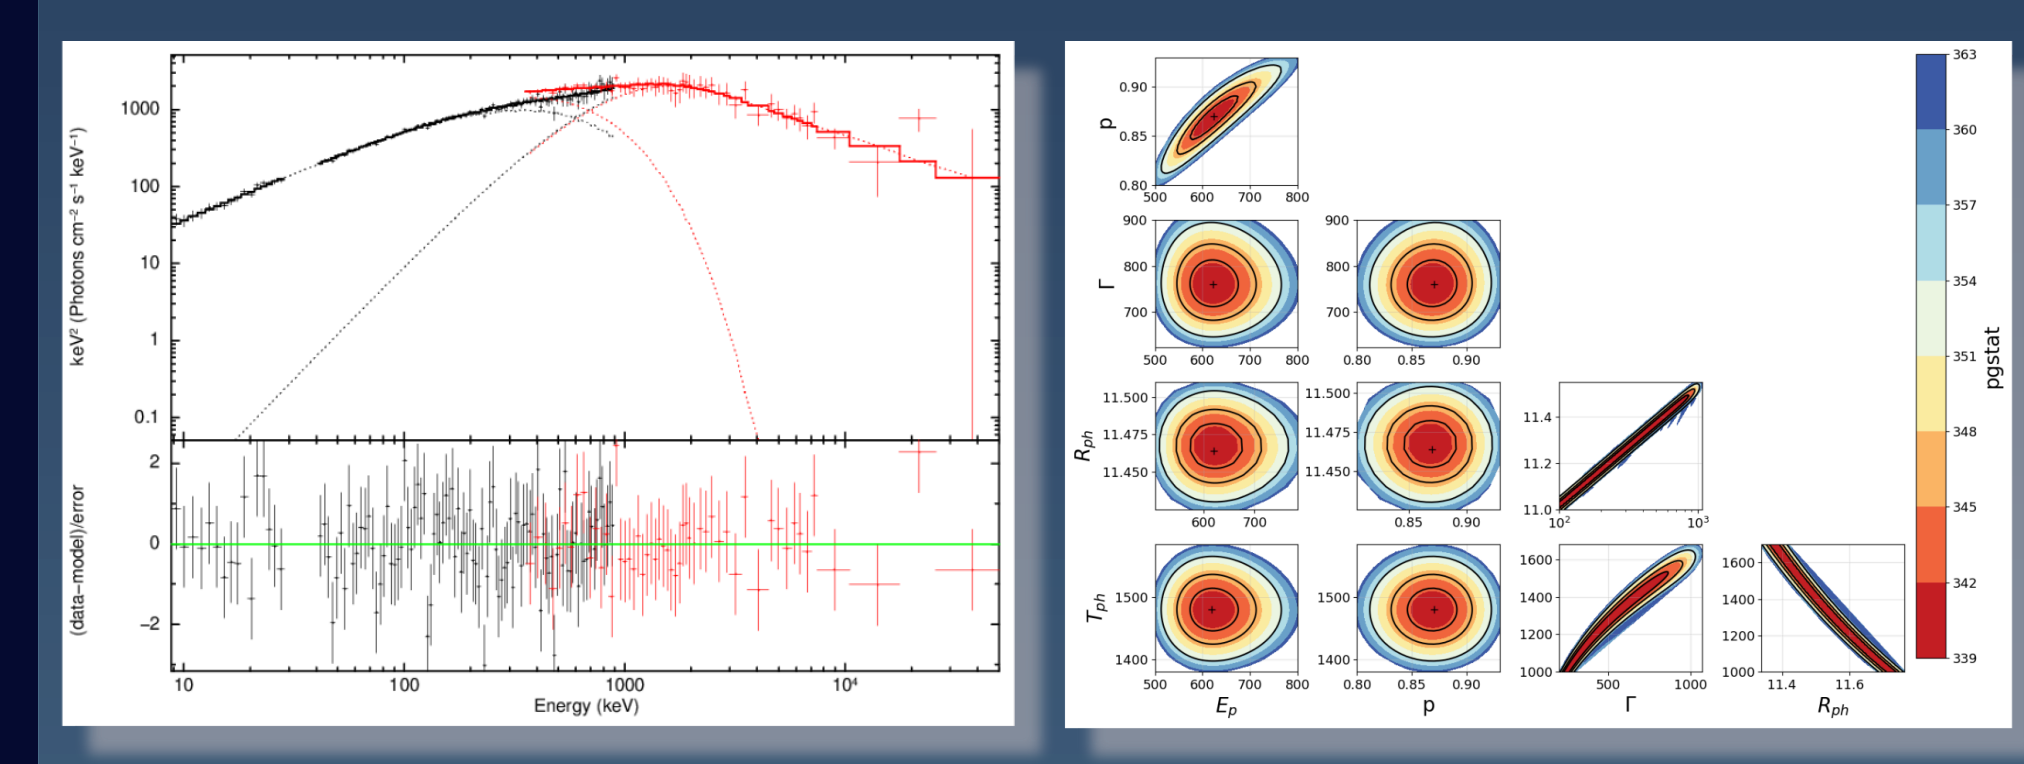 1000
100
10
1
0.1
keV² (Photons cm⁻² s⁻¹ keV⁻¹)
2
0
−2
(data−model)/error
10 100 1000 10⁴
Energy (keV)
0.90
0.85
0.80
p
500 600 700 800
900
800
700
Γ
500 600 700 800
900
800
700
0.80 0.85 0.90
11.500
11.475
11.450
R_ph
600 700
11.500
11.475
11.450
0.85 0.90
11.4
11.2
11.0
10² 10³
1500
1400
T_ph
500 600 700 800
E_p
1500
1400
0.80 0.85 0.90
p
1600
1400
1200
1000
500 1000
Γ
1600
1400
1200
1000
11.4 11.6
R_ph
363
360
357
354
351
348
345
342
339
pgstat